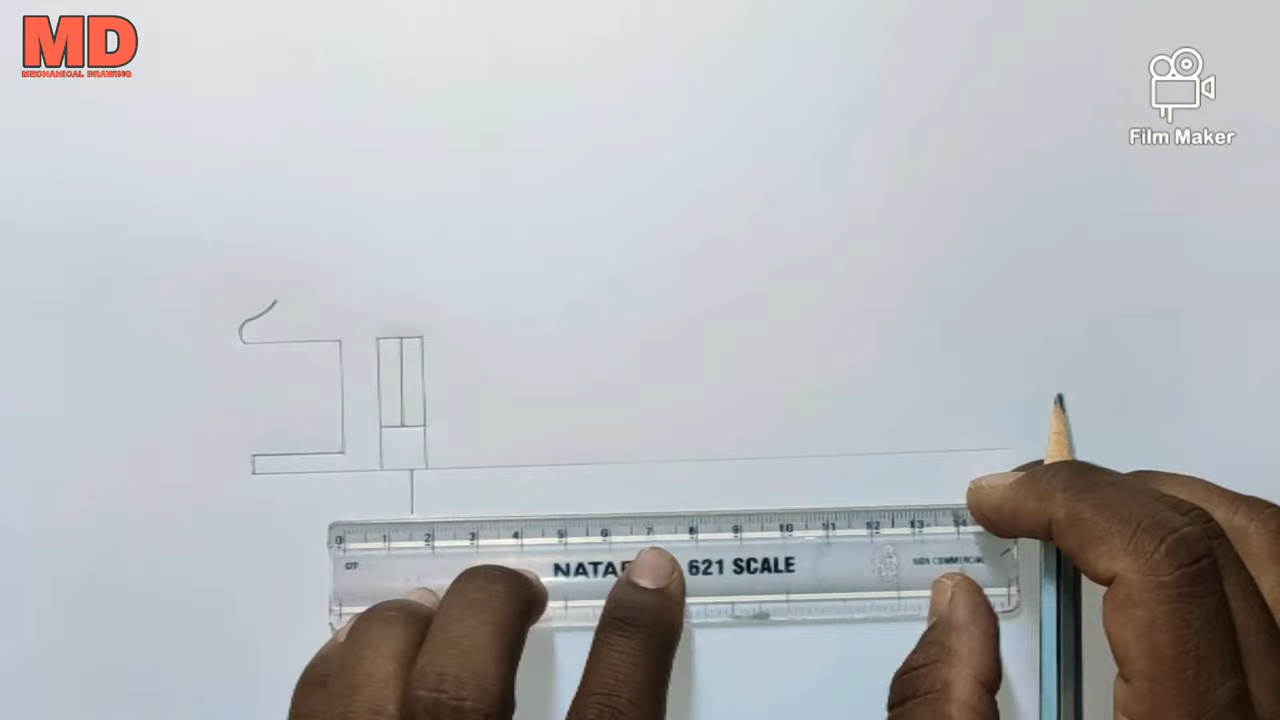 MD
MECHANICAL DRAWING
Film Maker
0 1 2 3 4 5 6 7 8 9 10 11 12 13 14
621 SCALE